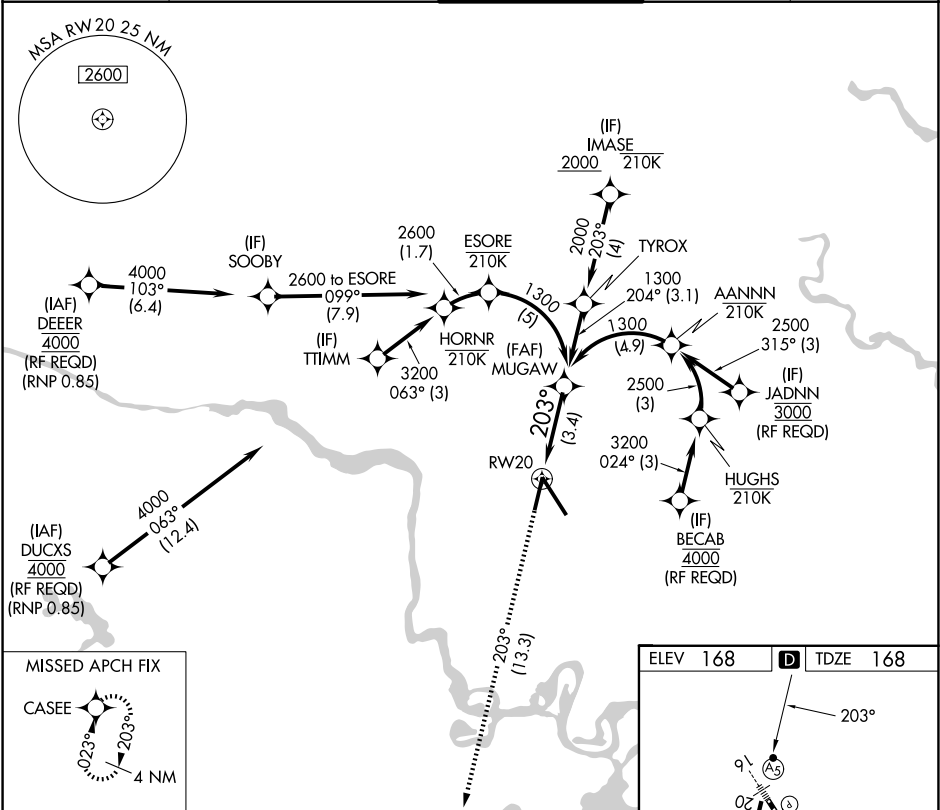 MSA RW20 25 NM
2600
(IF)
IMASE
2000 210K
2000
203°
(4)
TYROX
1300
204° (3.1)
2600
(1.7)
ESORE
210K
(IF)
SOOBY
4000
103°
(6.4)
2600 to ESORE
099°
(7.9)
1300
(5)
AANNN
210K
(IAF)
DEEER
4000
(RF REQD)
(RNP 0.85)
HORNR
210K
(IF)
TTIMM
3200
063° (3)
(FAF)
MUGAW
1300
(4.9)
2500
315° (3)
(IF)
JADNN
3000
(RF REQD)
2500
(3)
203°
(3.4)
3200
024° (3)
RW20
HUGHS
210K
(IF)
BECAB
4000
(RF REQD)
4000
063°
(12.4)
(IAF)
DUCXS
4000
(RF REQD)
(RNP 0.85)
203°
(13.3)
MISSED APCH FIX
CASEE
023°
203°
4 NM
ELEV 168 D TDZE 168
203°
A5
16
20
P